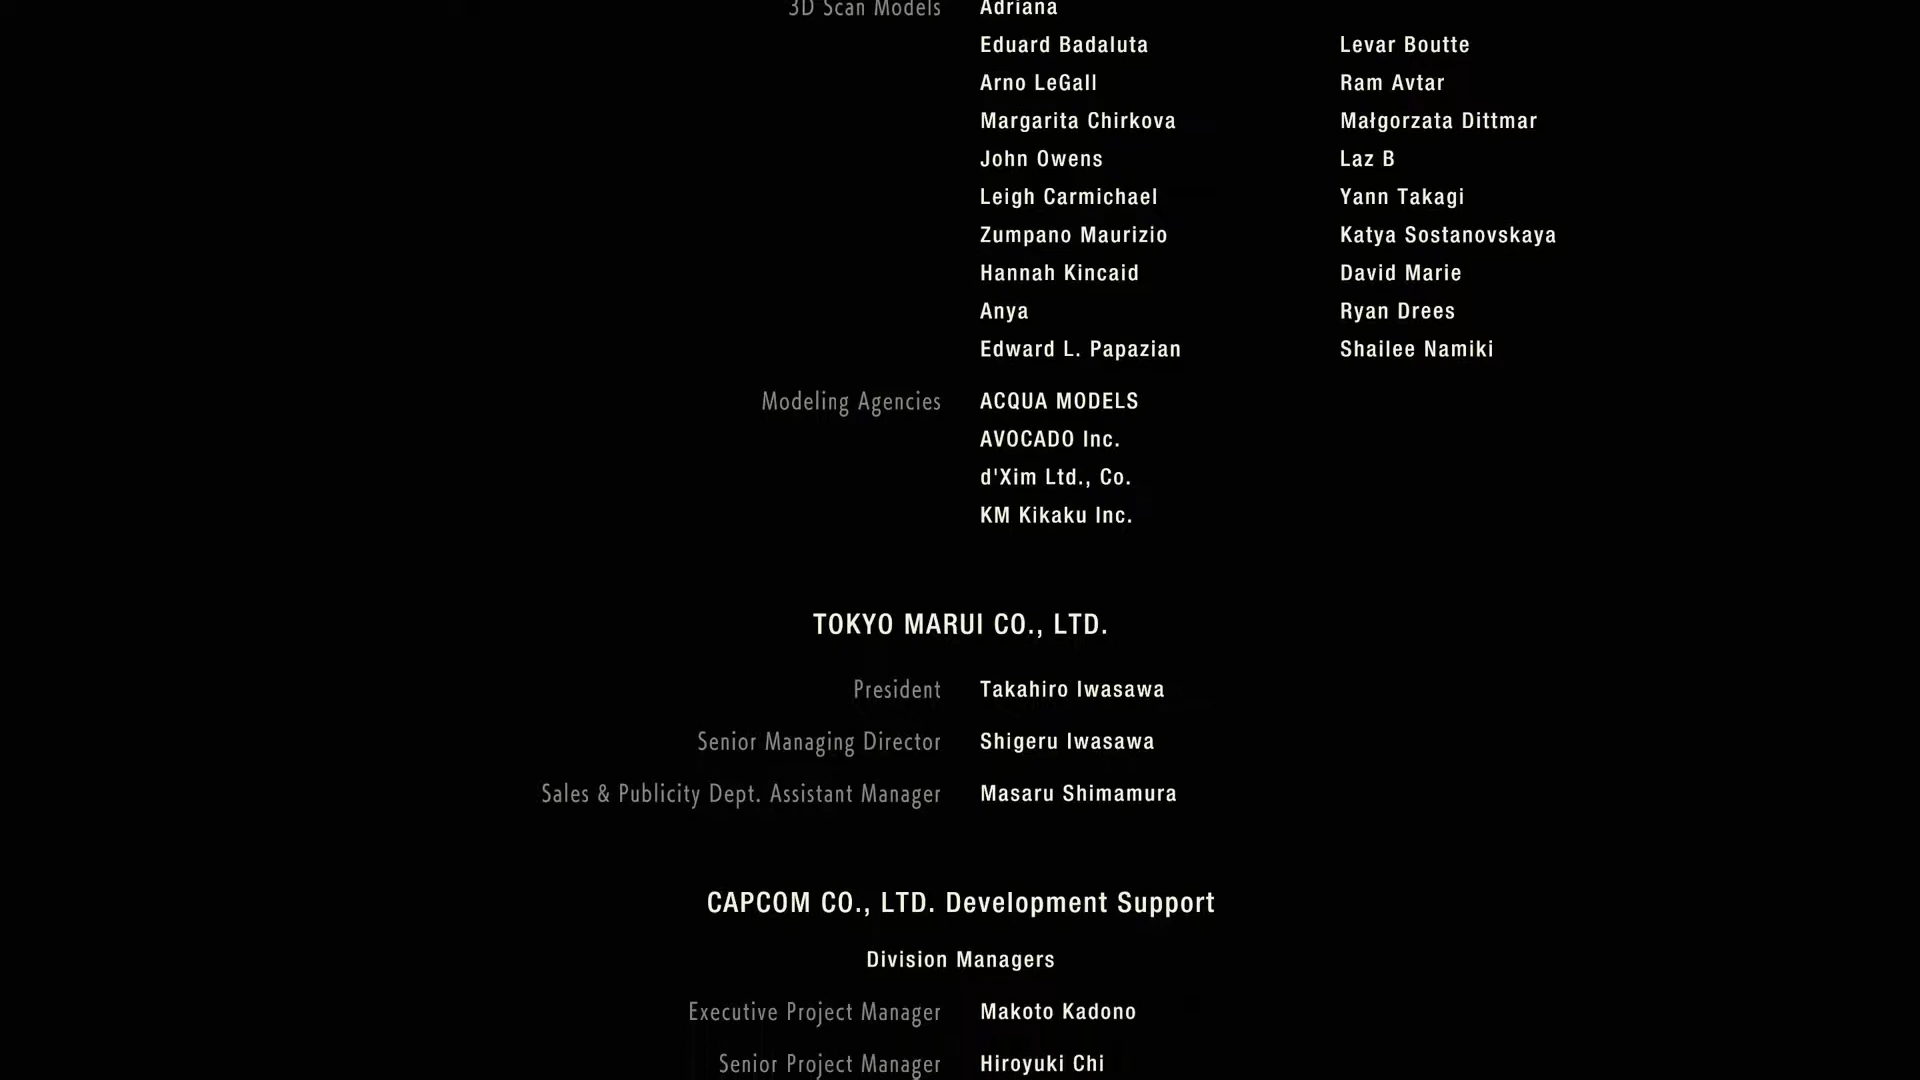 3D Scan Models Adriana
Eduard Badaluta Levar Boutte
Arno LeGall Ram Avtar
Margarita Chirkova Małgorzata Dittmar
John Owens Laz B
Leigh Carmichael Yann Takagi
Zumpano Maurizio Katya Sostanovskaya
Hannah Kincaid David Marie
Anya Ryan Drees
Edward L. Papazian Shailee Namiki
Modeling Agencies ACQUA MODELS
AVOCADO Inc.
d'Xim Ltd., Co.
KM Kikaku Inc.
TOKYO MARUI CO., LTD.
President Takahiro Iwasawa
Senior Managing Director Shigeru Iwasawa
Sales & Publicity Dept. Assistant Manager Masaru Shimamura
CAPCOM CO., LTD. Development Support
Division Managers
Executive Project Manager Makoto Kadono
Senior Project Manager Hiroyuki Chi